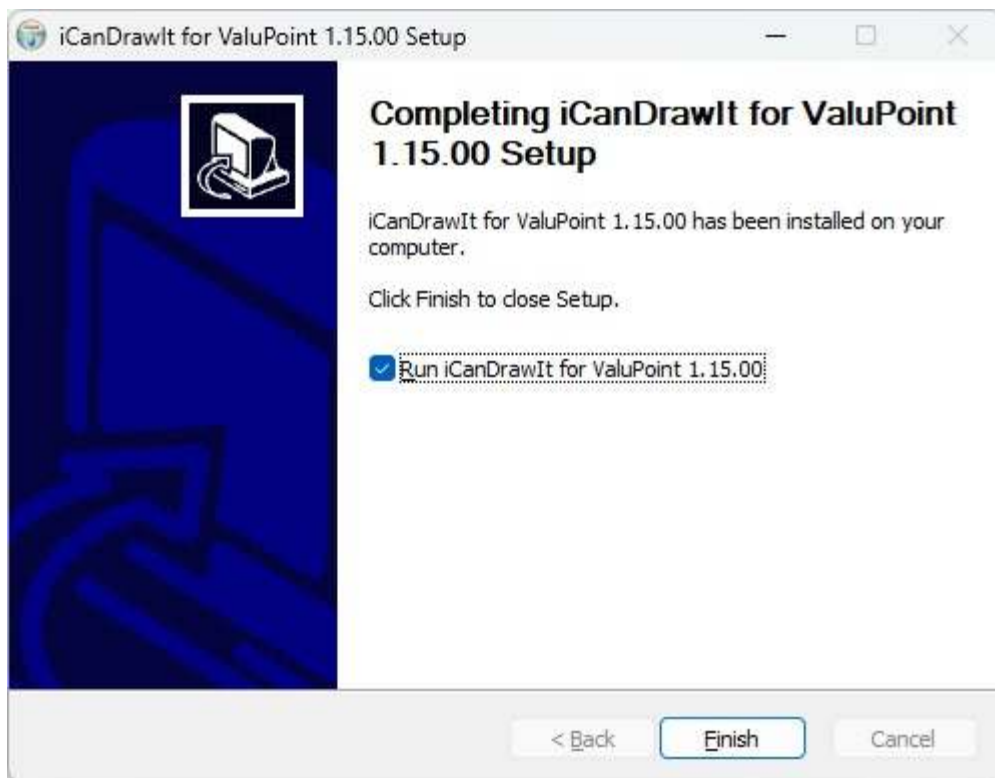 iCanDrawIt for ValuPoint 1.15.00 Setup
Completing iCanDrawIt for ValuPoint
1.15.00 Setup
iCanDrawIt for ValuPoint 1.15.00 has been installed on your
computer.
Click Finish to close Setup.
Run iCanDrawIt for ValuPoint 1.15.00
< Back Finish Cancel